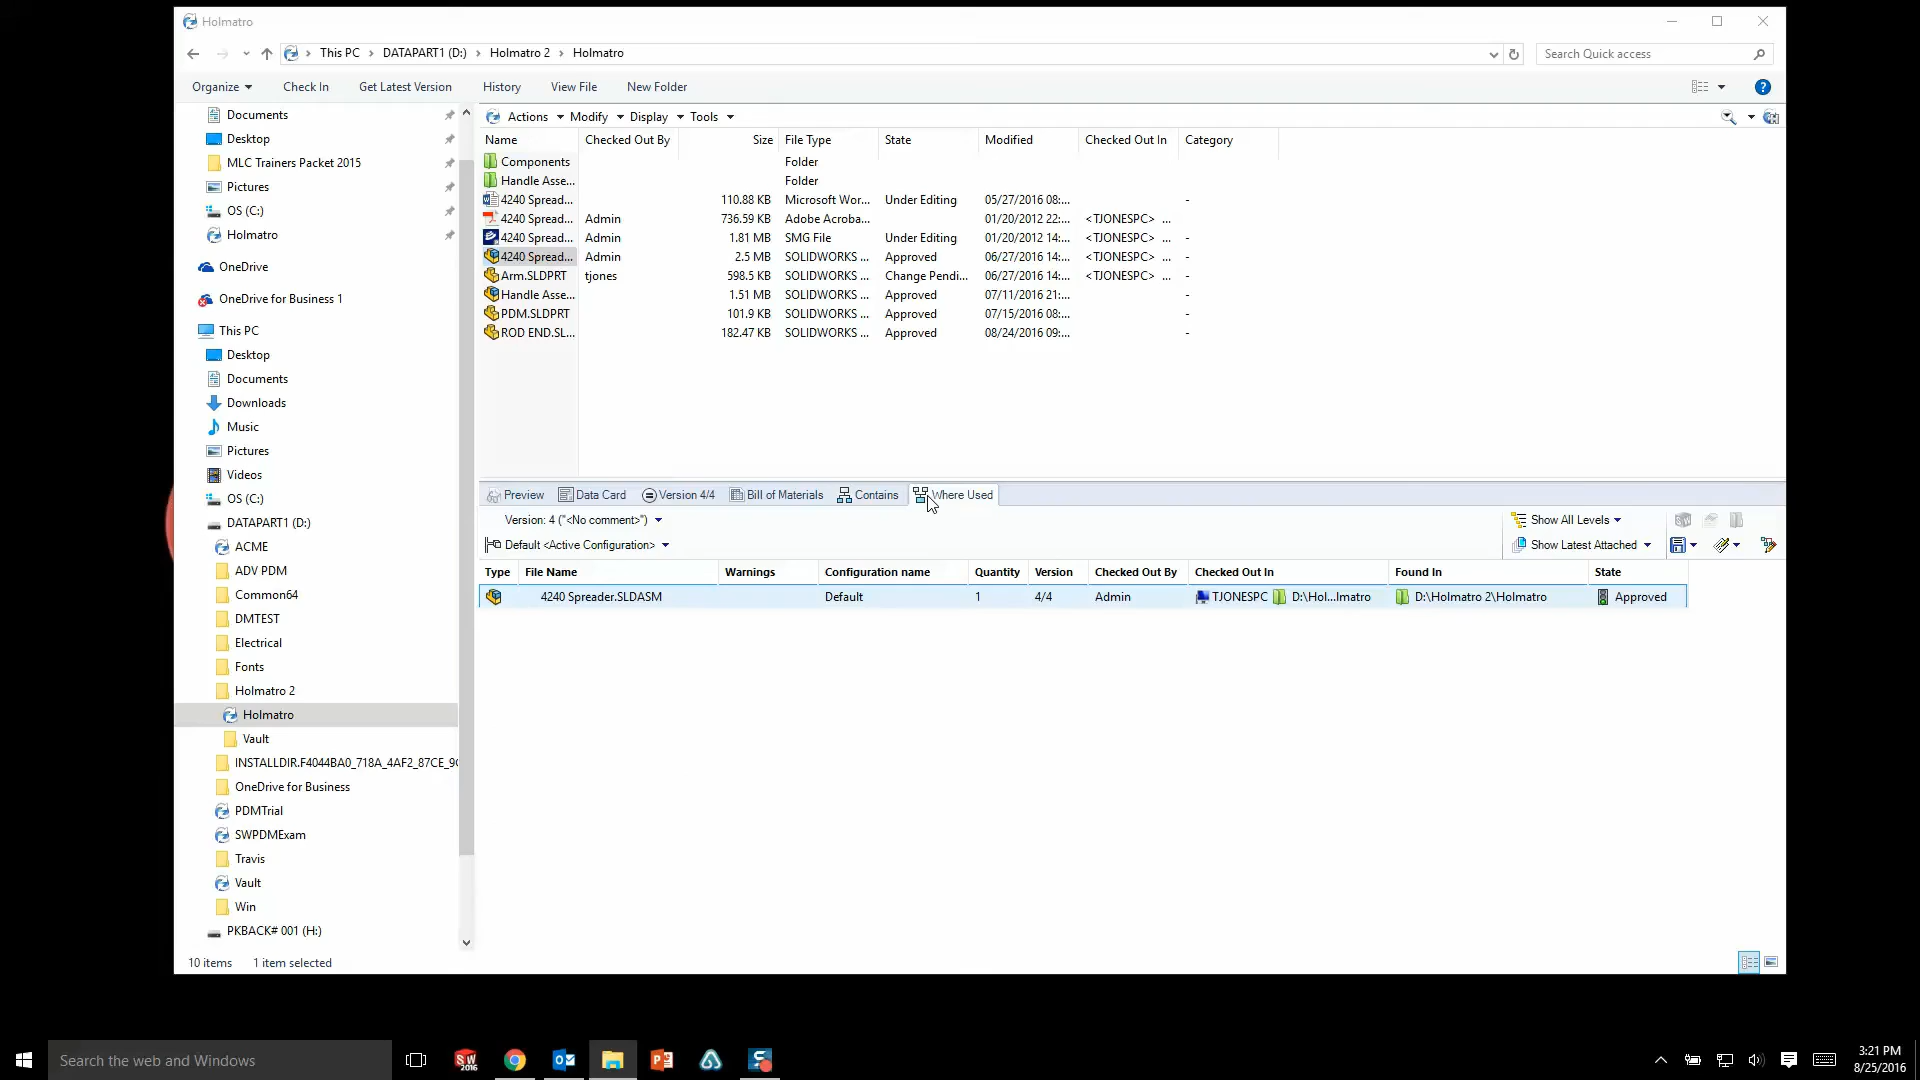 Holmatro
This PC > DATAPART1 (D:) > Holmatro 2 > Holmatro
Search Quick access
Organize Check In Get Latest Version History View File New Folder
Documents
Desktop
MLC Trainers Packet 2015
Pictures
OS (C:)
Holmatro
OneDrive
OneDrive for Business 1
This PC
Desktop
Documents
Downloads
Music
Pictures
Videos
OS (C:)
DATAPART1 (D:)
ACME
ADV PDM
Common64
DMTEST
Electrical
Fonts
Holmatro 2
Holmatro
Vault
INSTALLDIR.F4044BA0_718A_4AF2_87CE_9
OneDrive for Business
PDMTrial
SWPDMExam
Travis
Vault
Win
PKBACK# 001 (H:)
Actions Modify Display Tools
Name Checked Out By Size File Type State Modified Checked Out In Category
Components Folder
Handle Asse... Folder
4240 Spread... 110.88 KB Microsoft Wor... Under Editing 05/27/2016 08:... -
4240 Spread... Admin 736.59 KB Adobe Acroba... 01/20/2012 22:... <TJONESPC> ...
4240 Spread... Admin 1.81 MB SMG File Under Editing 01/20/2012 14:... <TJONESPC> ... -
4240 Spread... Admin 2.5 MB SOLIDWORKS ... Approved 06/27/2016 14:... <TJONESPC> ... -
Arm.SLDPRT tjones 598.5 KB SOLIDWORKS ... Change Pendi... 06/27/2016 14:... <TJONESPC> ... -
Handle Asse... 1.51 MB SOLIDWORKS ... Approved 07/11/2016 21:... -
PDM.SLDPRT 101.9 KB SOLIDWORKS ... Approved 07/15/2016 08:... -
ROD END.SL... 182.47 KB SOLIDWORKS ... Approved 08/24/2016 09:... -
Preview Data Card Version 4/4 Bill of Materials Contains Where Used
Version: 4 ("<No comment>") Show All Levels
Default <Active Configuration> Show Latest Attached
Type File Name Warnings Configuration name Quantity Version Checked Out By Checked Out In Found In State
4240 Spreader.SLDASM Default 1 4/4 Admin TJONESPC D:\Hol...lmatro D:\Holmatro 2\Holmatro Approved
10 items 1 item selected
Search the web and Windows
SW 2016
3:21 PM
8/25/2016